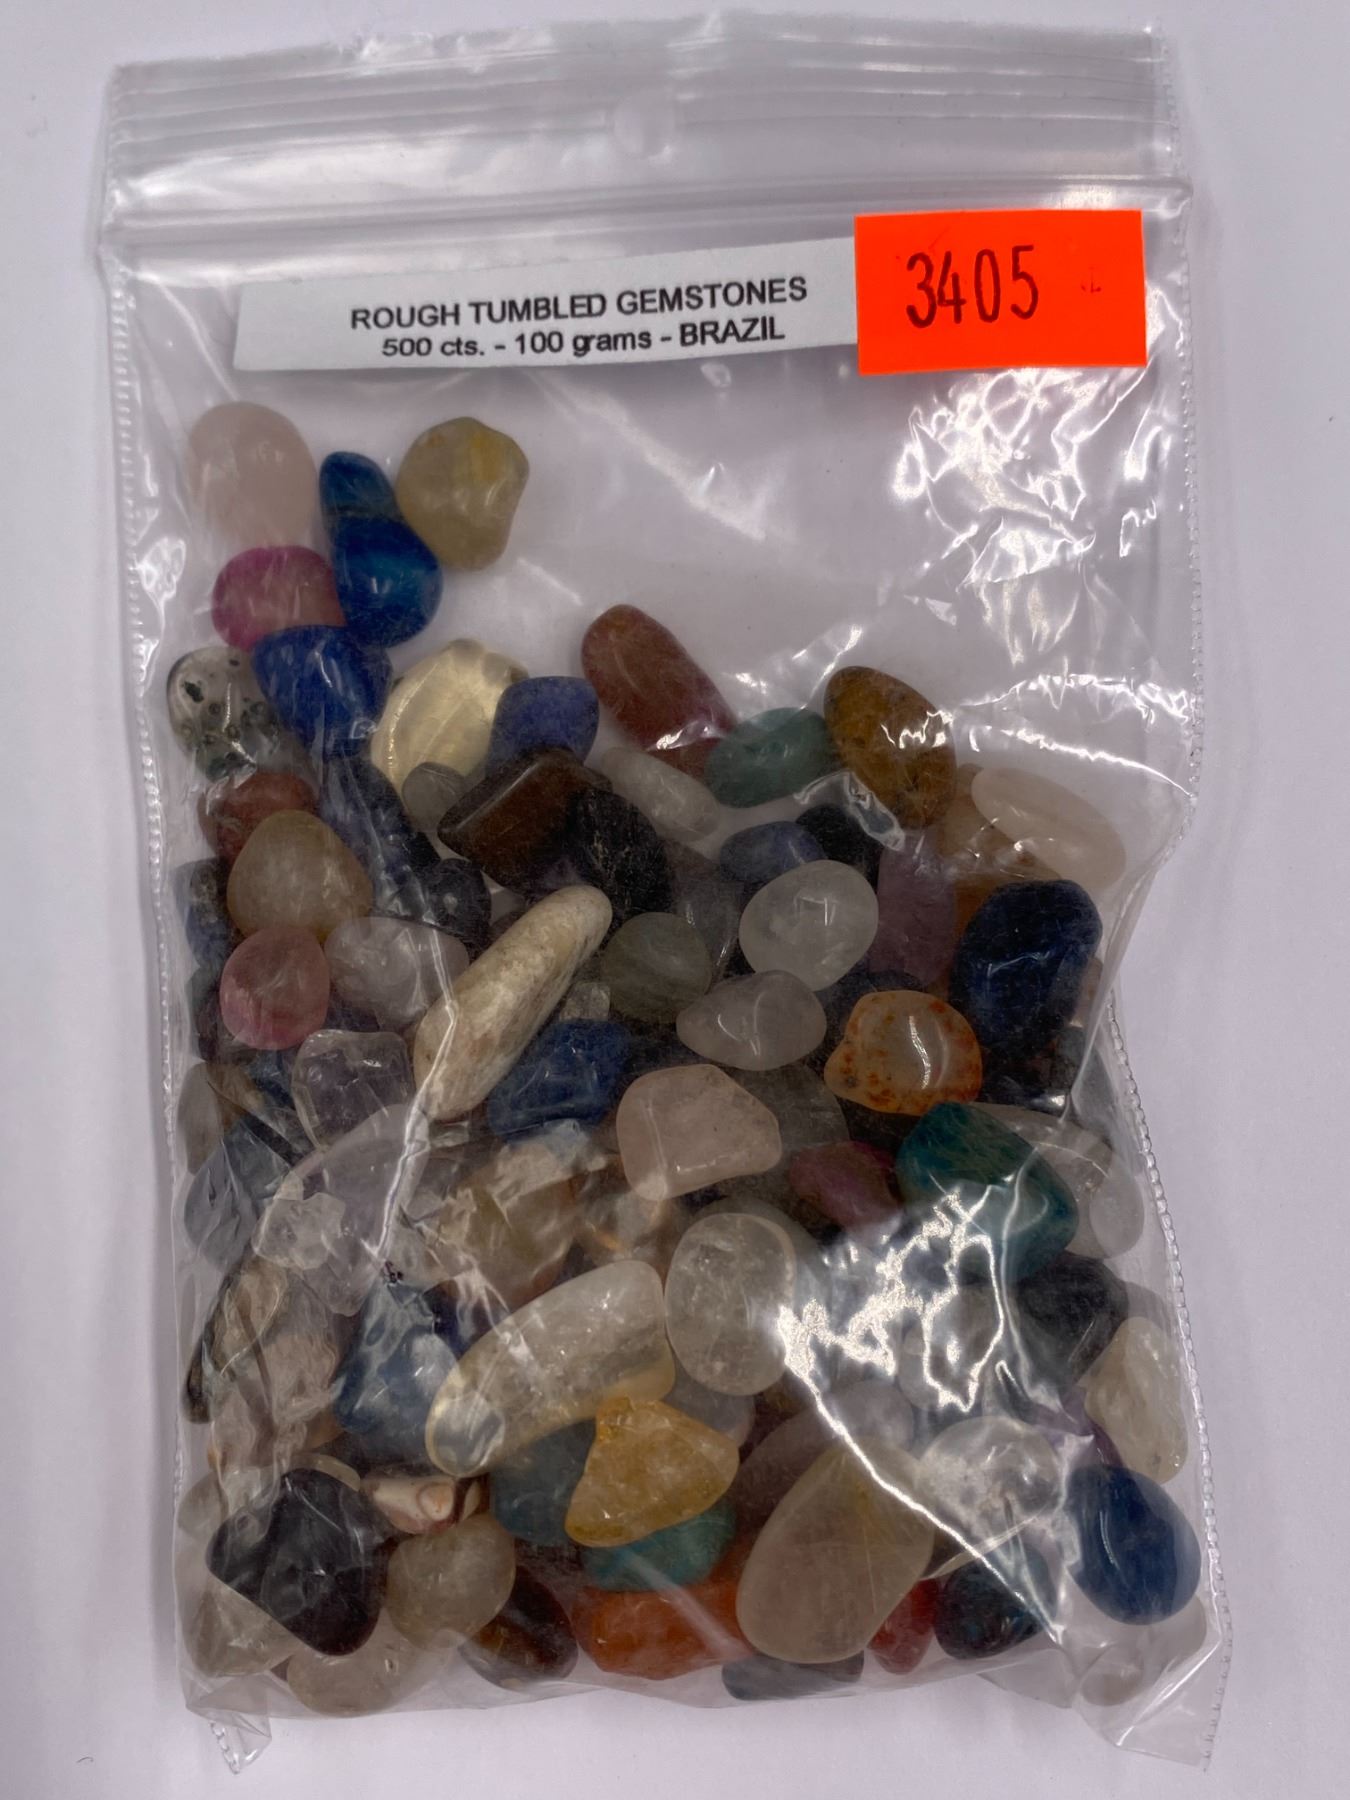 3405
ROUGH TUMBLED GEMSTONES
500 cts. - 100 grams - BRAZIL